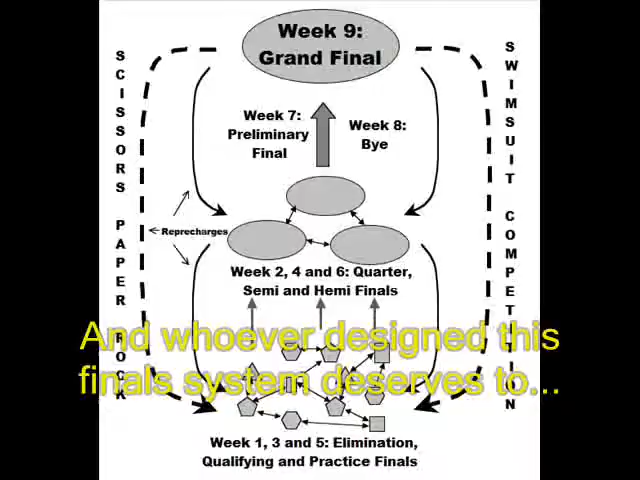 Week 9:
Grand Final
SCISSORS PAPER ROCK
SWIMSUIT COMPETITION
Week 7:
Preliminary
Final
Week 8:
Bye
Reprecharges
Week 2, 4 and 6: Quarter,
Semi and Hemi Finals
And whoever designed this
finals system deserves to...
Week 1, 3 and 5: Elimination,
Qualifying and Practice Finals